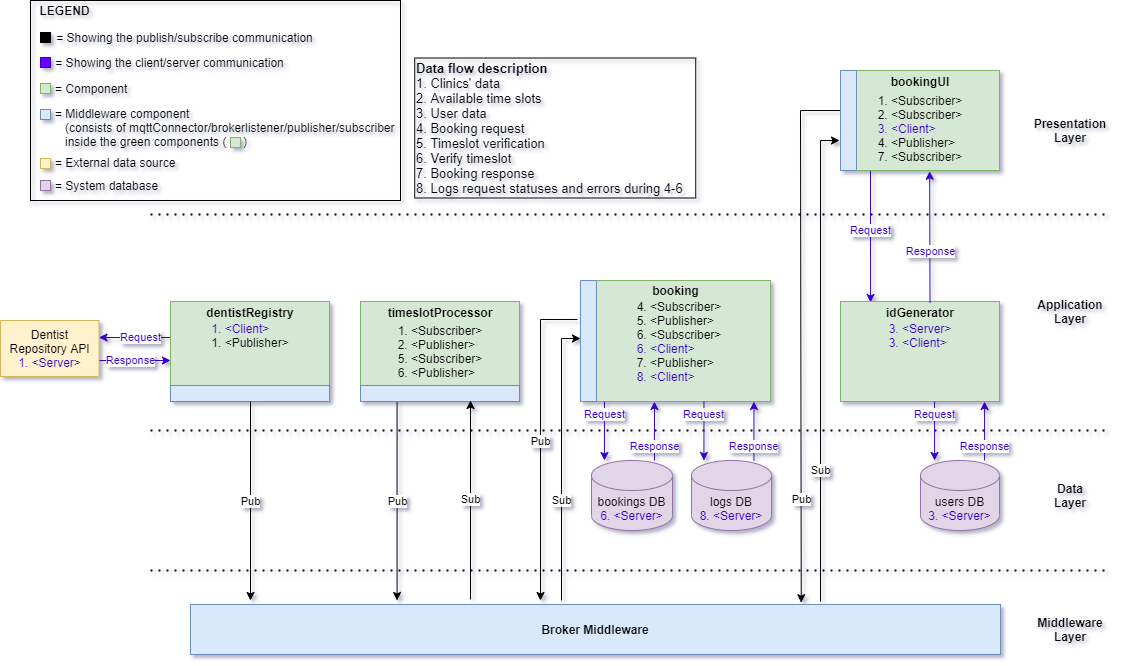 LEGEND
= Showing the publish/subscribe communication
= Showing the client/server communication
= Component
= Middleware component
(consists of mqttConnector/brokerlistener/publisher/subscriber
inside the green components ( )
= External data source
= System database
Data flow description
1. Clinics' data
2. Available time slots
3. User data
4. Booking request
5. Timeslot verification
6. Verify timeslot
7. Booking response
8. Logs request statuses and errors during 4-6
bookingUI
1. <Subscriber>
2. <Subscriber>
3. <Client>
4. <Publisher>
7. <Subscriber>
Presentation
Layer
Request
Response
Dentist
Repository API
1. <Server>
Request
Response
dentistRegistry
1. <Client>
1. <Publisher>
timeslotProcessor
1. <Subscriber>
2. <Publisher>
5. <Subscriber>
6. <Publisher>
booking
4. <Subscriber>
5. <Publisher>
6. <Subscriber>
6. <Client>
7. <Publisher>
8. <Client>
idGenerator
3. <Server>
3. <Client>
Application
Layer
Request
Response
Request
Response
Request
Response
bookings DB
6. <Server>
logs DB
8. <Server>
users DB
3. <Server>
Data
Layer
Pub
Pub
Sub
Pub
Sub
Pub
Sub
Broker Middleware
Middleware
Layer